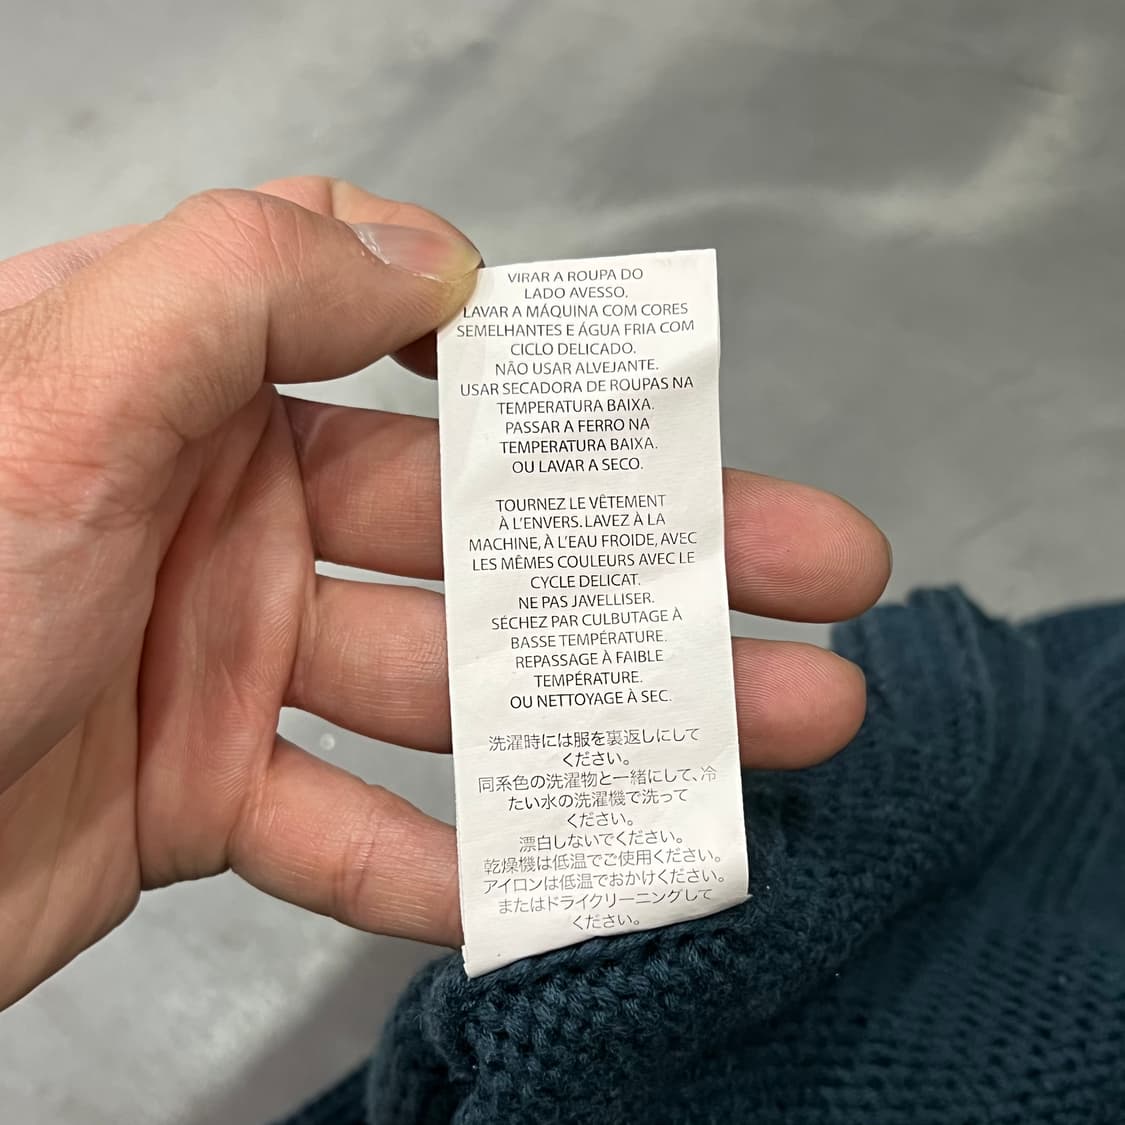 VIRAR A ROUPA DO
LADO AVESSO.
LAVAR A MÁQUINA COM CORES
SEMELHANTES E ÁGUA FRIA COM
CICLO DELICADO.
NÃO USAR ALVEJANTE.
USAR SECADORA DE ROUPAS NA
TEMPERATURA BAIXA.
PASSAR A FERRO NA
TEMPERATURA BAIXA.
OU LAVAR A SECO.
TOURNEZ LE VÊTEMENT
À L'ENVERS. LAVEZ À LA
MACHINE, À L'EAU FROIDE, AVEC
LES MÊMES COULEURS AVEC LE
CYCLE DELICAT.
NE PAS JAVELLISER.
SÉCHEZ PAR CULBUTAGE À
BASSE TEMPÉRATURE.
REPASSAGE À FAIBLE
TEMPÉRATURE.
OU NETTOYAGE À SEC.
洗濯時には服を裏返しにして
ください。
同系色の洗濯物と一緒にして、冷
たい水の洗濯機で洗って
ください。
漂白しないでください。
乾燥機は低温でご使用ください。
アイロンは低温でおかけください。
またはドライクリーニングして
ください。